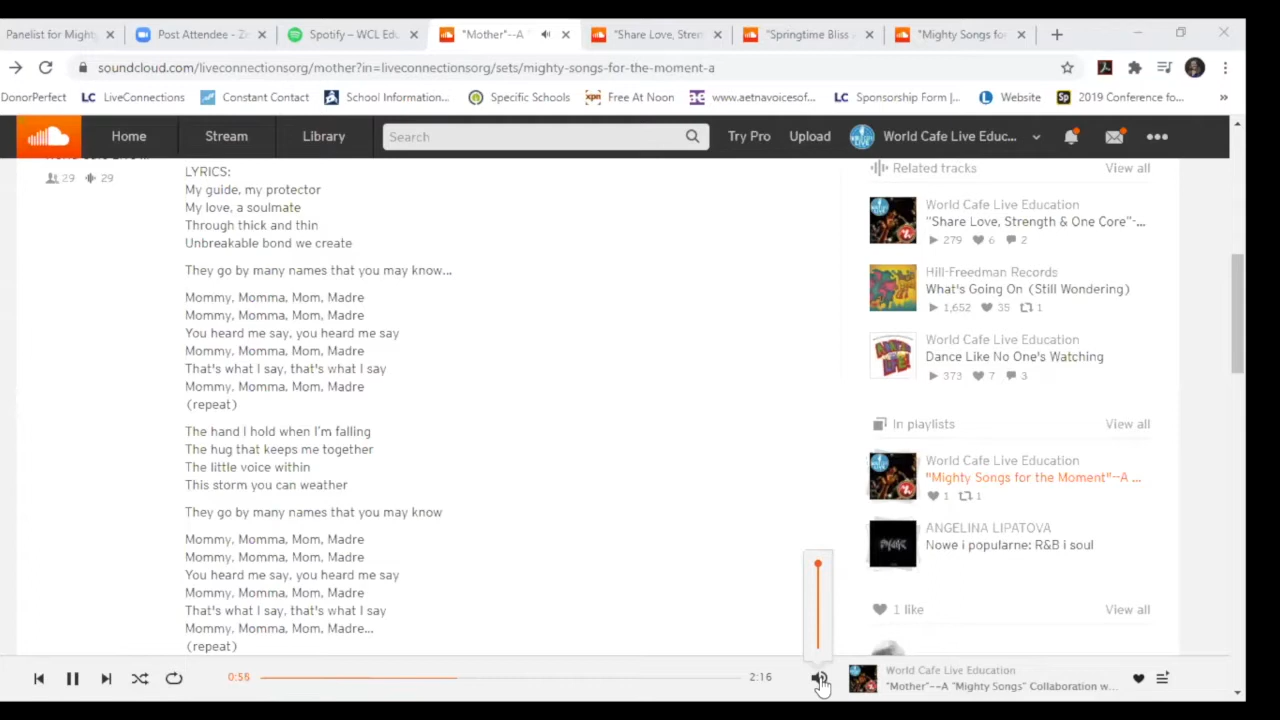 Panelist for Mighty
Post Attendee - Ze
Spotify – WCL Edu
"Mother"--A
"Share Love, Stren
"Springtime Bliss
"Mighty Songs fo
soundcloud.com/liveconnectionsorg/mother?in=liveconnectionsorg/sets/mighty-songs-for-the-moment-a
DonorPerfect
LC LiveConnections
Constant Contact
School Information...
Specific Schools
xpn Free At Noon
www.aetnavoicesof...
LC Sponsorship Form |...
Website
Sp 2019 Conference fo...
Home
Stream
Library
Search
Try Pro
Upload
World Cafe Live Educ...
29 29
LYRICS:
My guide, my protector
My love, a soulmate
Through thick and thin
Unbreakable bond we create
They go by many names that you may know...
Mommy, Momma, Mom, Madre
Mommy, Momma, Mom, Madre
You heard me say, you heard me say
Mommy, Momma, Mom, Madre
That's what I say, that's what I say
Mommy, Momma, Mom, Madre
(repeat)
The hand I hold when I'm falling
The hug that keeps me together
The little voice within
This storm you can weather
They go by many names that you may know
Mommy, Momma, Mom, Madre
Mommy, Momma, Mom, Madre
You heard me say, you heard me say
Mommy, Momma, Mom, Madre
That's what I say, that's what I say
Mommy, Momma, Mom, Madre...
(repeat)
Related tracks
View all
World Cafe Live Education
"Share Love, Strength & One Core"-...
279 6 2
Hill-Freedman Records
What's Going On (Still Wondering)
1,652 35 1
World Cafe Live Education
Dance Like No One's Watching
373 7 3
In playlists
View all
World Cafe Live Education
"Mighty Songs for the Moment"--A ...
1 1
ANGELINA LIPATOVA
Nowe i popularne: R&B i soul
1 like
View all
0:56
2:16
World Cafe Live Education
"Mother"--A "Mighty Songs" Collaboration w...